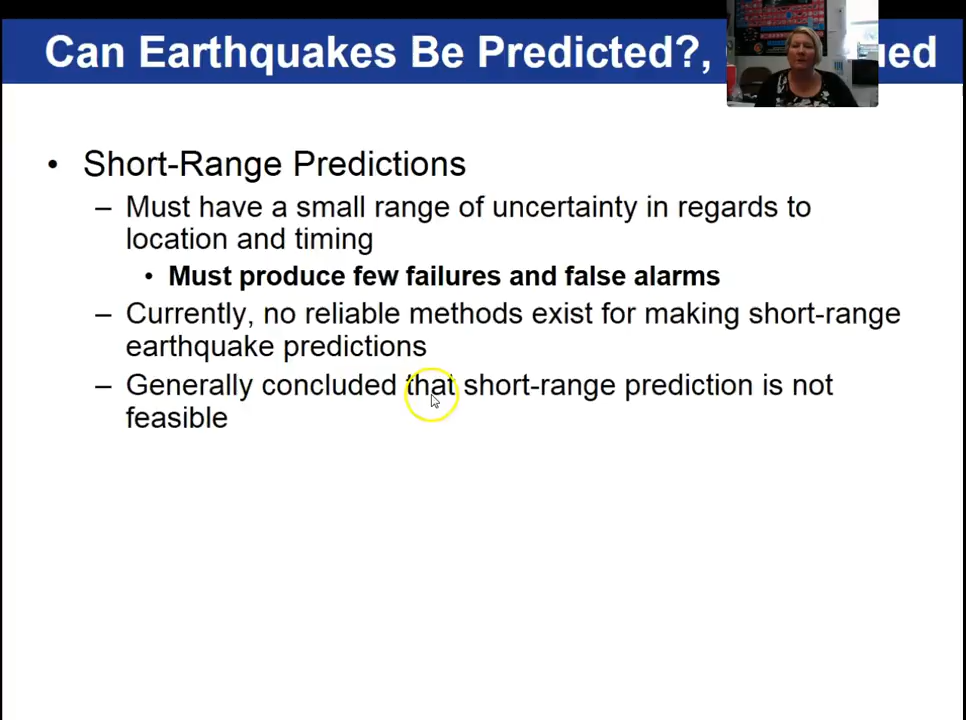 Can Earthquakes Be Predicted?,
• Short-Range Predictions
– Must have a small range of uncertainty in regards to
location and timing
• Must produce few failures and false alarms
– Currently, no reliable methods exist for making short-range
earthquake predictions
– Generally concluded that short-range prediction is not
feasible